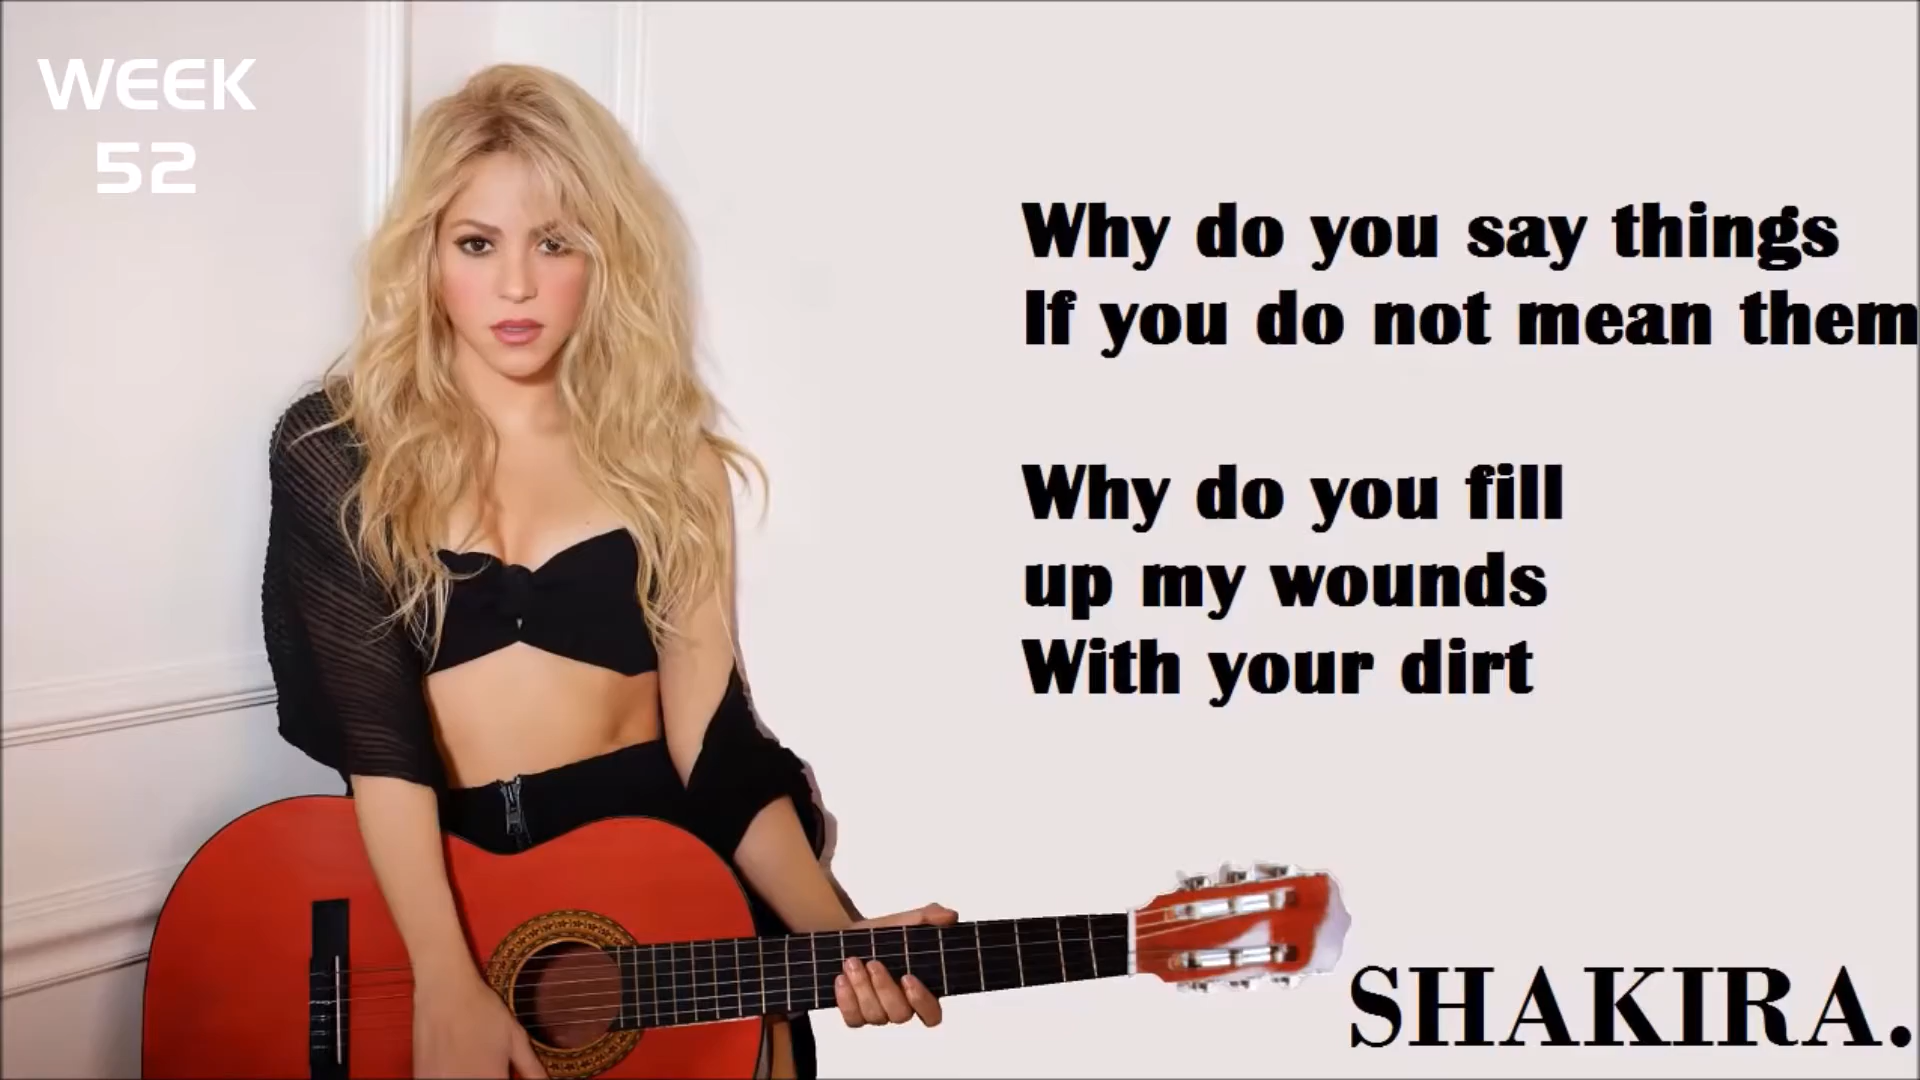 WEEK
52
Why do you say things
If you do not mean them
Why do you fill
up my wounds
With your dirt
SHAKIRA.